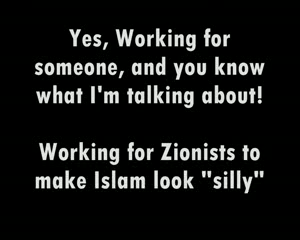 Yes, Working for
someone, and you know
what I'm talking about!
Working for Zionists to
make Islam look "silly"